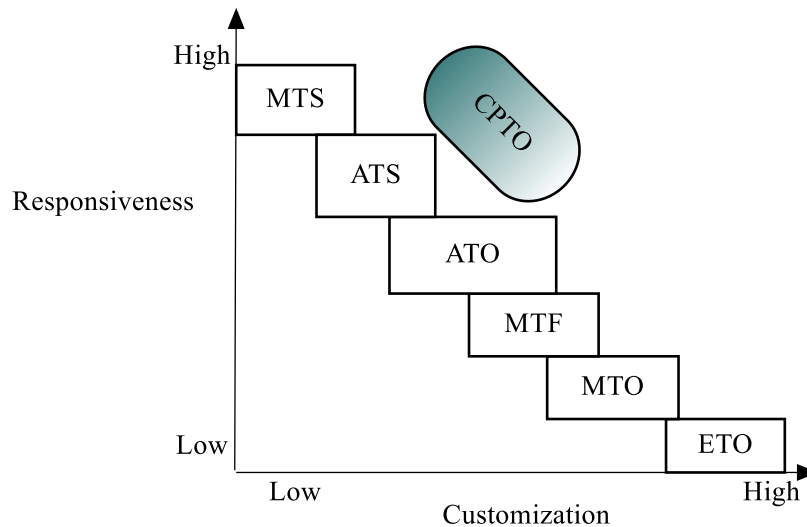 High
MTS
CPTO
ATS
Responsiveness
ATO
MTF
MTO
Low
ETO
Low
High
Customization